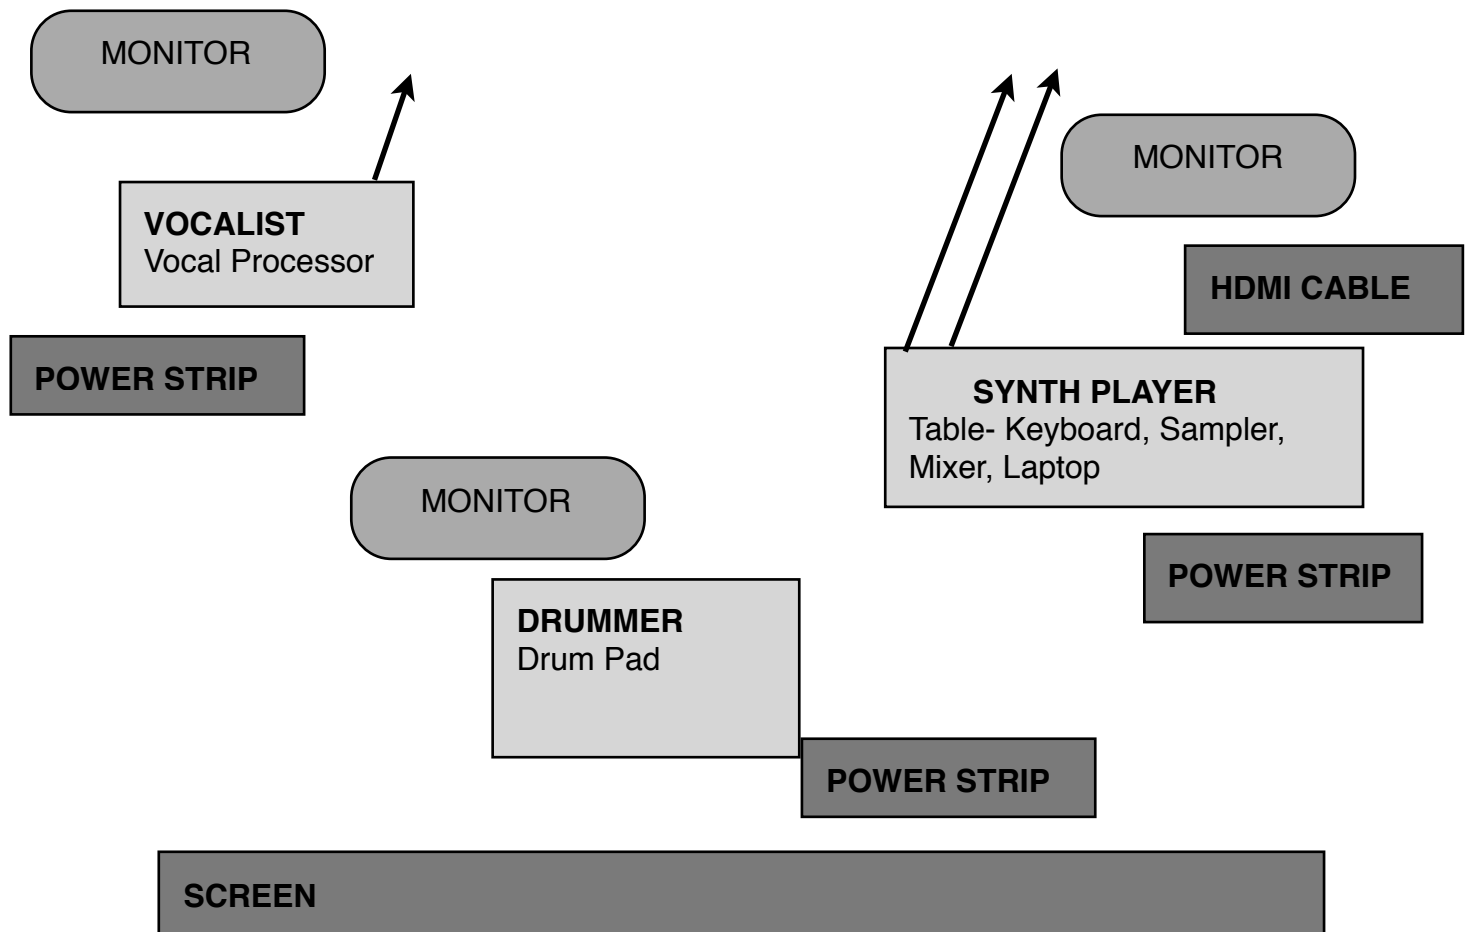 MONITOR
MONITOR
VOCALIST
Vocal Processor
HDMI CABLE
POWER STRIP
SYNTH PLAYER
Table- Keyboard, Sampler,
Mixer, Laptop
MONITOR
POWER STRIP
DRUMMER
Drum Pad
POWER STRIP
SCREEN